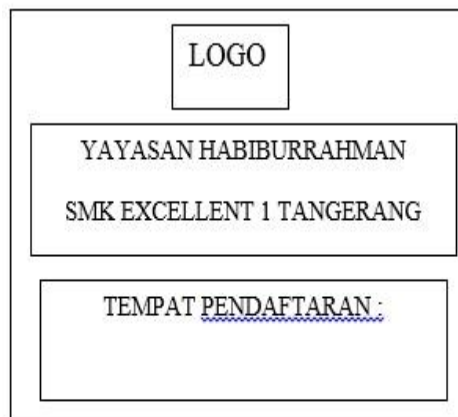 LOGO
YAYASAN HABIBURRAHMAN
SMK EXCELLENT 1 TANGERANG
TEMPAT PENDAFTARAN :